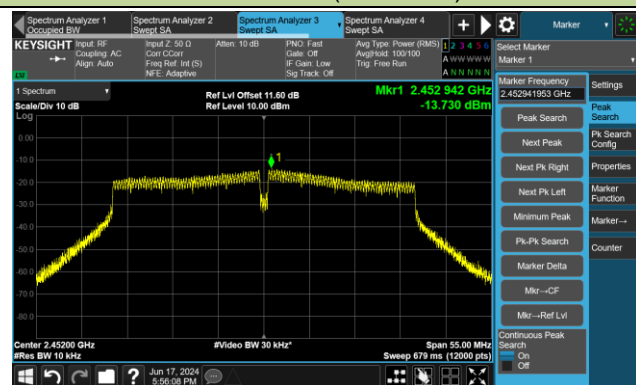 Spectrum Analyzer 1
Occupied BW
Spectrum Analyzer 2
Swept SA
Spectrum Analyzer 3
Swept SA
Spectrum Analyzer 4
Swept SA
Marker
KEYSIGHT
Input: RF
Coupling: AC
Align: Auto
Input Z: 50 Ω
Corr CCorr
Freq Ref: Int (S)
NFE: Adaptive
Atten: 10 dB
PNO: Fast
Gate: Off
IF Gain: Low
Sig Track: Off
Avg Type: Power (RMS)
Avg|Hold: 100/100
Trig: Free Run
1 2 3 4 5 6
A W W W W W
A N N N N N
LW
Select Marker
Marker 1
1 Spectrum
Scale/Div 10 dB
Ref Lvl Offset 11.60 dB
Ref Level 10.00 dBm
Mkr1 2.452 942 GHz
-13.730 dBm
Log
0.00
-10.0
-20.0
-30.0
-40.0
-50.0
-60.0
-70.0
-80.0
1
Center 2.45200 GHz
#Res BW 10 kHz
#Video BW 30 kHz*
Span 55.00 MHz
Sweep 679 ms (12000 pts)
Marker Frequency
2.452941953 GHz
Peak Search
Next Peak
Next Pk Right
Next Pk Left
Minimum Peak
Pk-Pk Search
Marker Delta
Mkr→CF
Mkr→Ref Lvl
Continuous Peak
Search
On
Off
Settings
Peak
Search
Pk Search
Config
Properties
Marker
Function
Marker→
Counter
Jun 17, 2024
5:56:08 PM